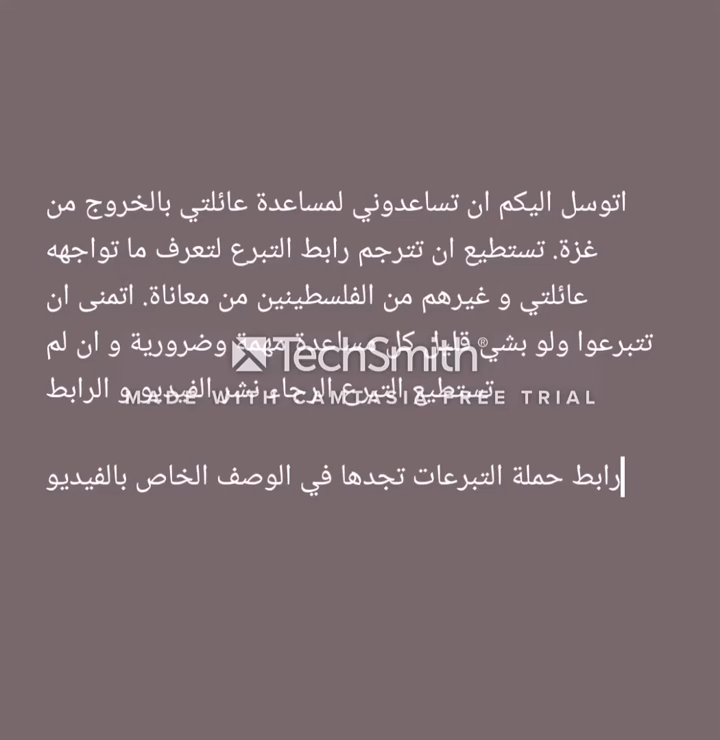 اتوسل اليكم ان تساعدوني لمساعدة عائلتي بالخروج من
غزة. تستطيع ان تترجم رابط التبرع لتعرف ما تواجهه
عائلتي و غيرهم من الفلسطينين من معاناة. اتمنى ان
تتبرعوا ولو بشي قليل كل مساعدة مهمة وضرورية و ان لم
TechSmith®
تستطيع التبرع الرجاء نشر الفيديو و الرابط
MADE WITH CAMTASIA FREE TRIAL
رابط حملة التبرعات تجدها في الوصف الخاص بالفيديو